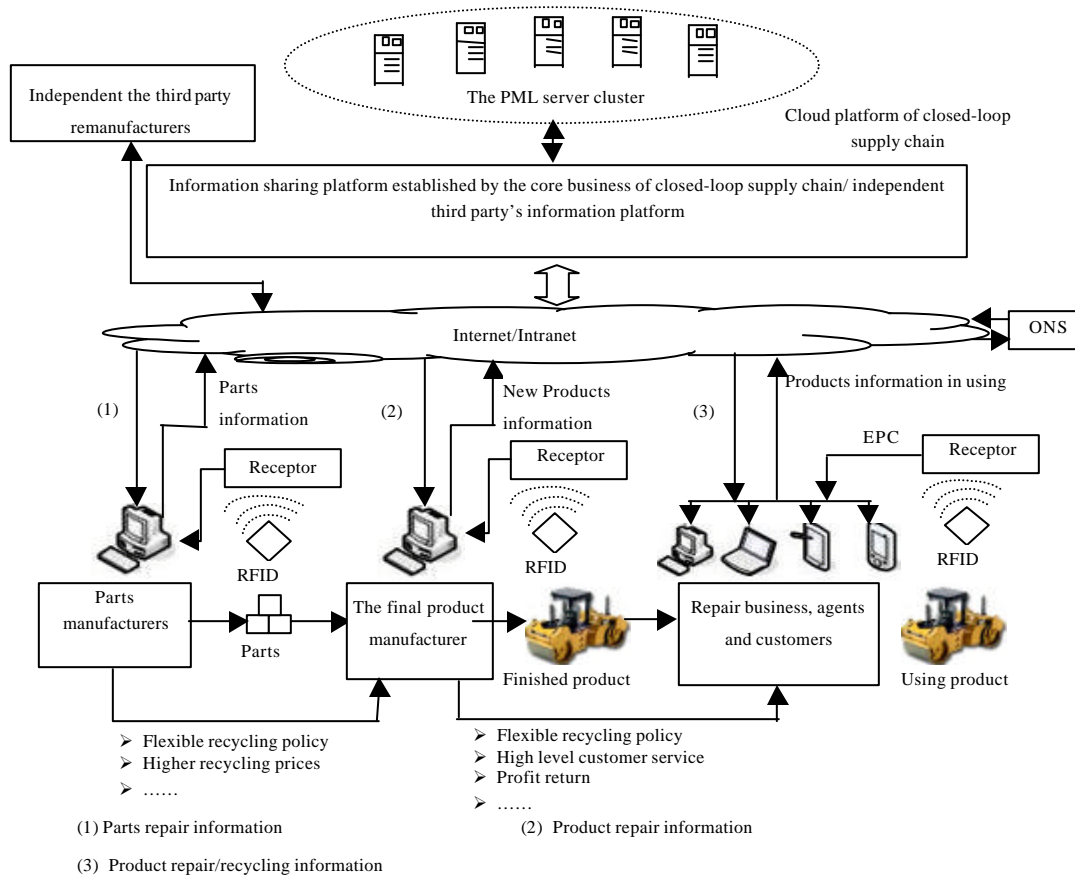 Independent the third party
remanufacturers
The PML server cluster
Cloud platform of closed-loop
supply chain
Information sharing platform established by the core business of closed-loop supply chain/ independent
third party's information platform
Internet/Intranet
ONS
(1)
Parts
information
(2)
New Products
information
(3)
Products information in using
EPC
Receptor
Receptor
Receptor
RFID
RFID
RFID
Parts
manufacturers
Parts
The final product
manufacturer
Finished product
Repair business, agents
and customers
Using product
➢ Flexible recycling policy
➢ Higher recycling prices
➢ ……
➢ Flexible recycling policy
➢ High level customer service
➢ Profit return
➢ ……
(1) Parts repair information
(2) Product repair information
(3) Product repair/recycling information